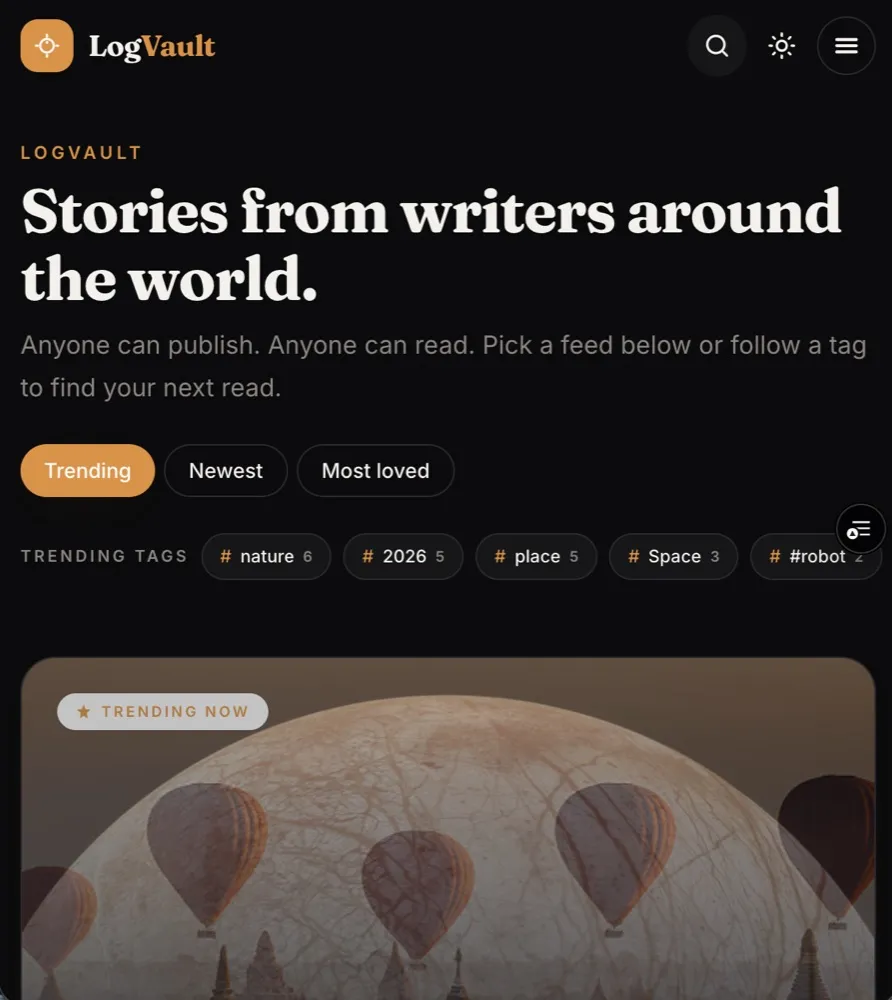 LogVault
LOGVAULT
Stories from writers around
the world.
Anyone can publish. Anyone can read. Pick a feed below or follow a tag
to find your next read.
Trending Newest Most loved
TRENDING TAGS # nature 6 # 2026 5 # place 5 # Space 3 # #robot 2
★ TRENDING NOW